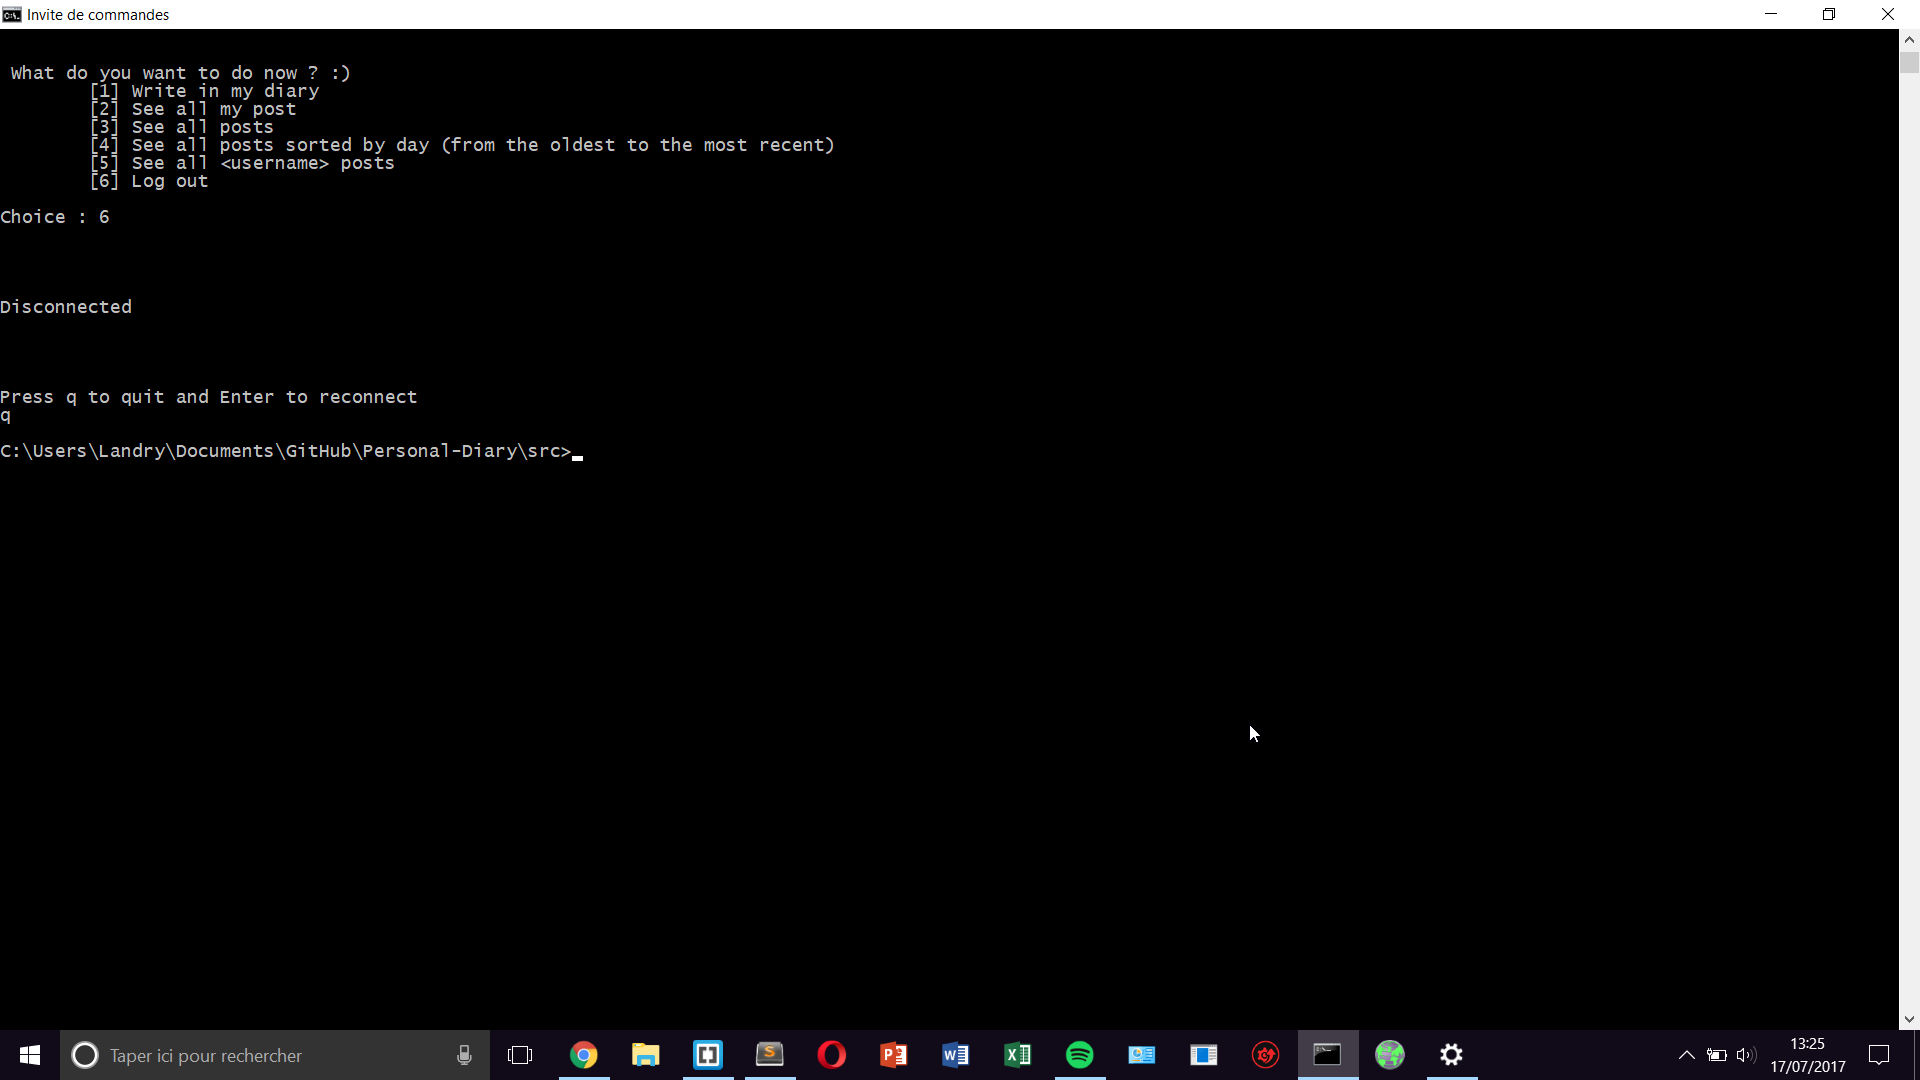 Invite de commandes
What do you want to do now ? :)
[1] Write in my diary
[2] See all my post
[3] See all posts
[4] See all posts sorted by day (from the oldest to the most recent)
[5] See all <username> posts
[6] Log out
Choice : 6
Disconnected
Press q to quit and Enter to reconnect
q
C:\Users\Landry\Documents\GitHub\Personal-Diary\src>
Taper ici pour rechercher
13:25
17/07/2017